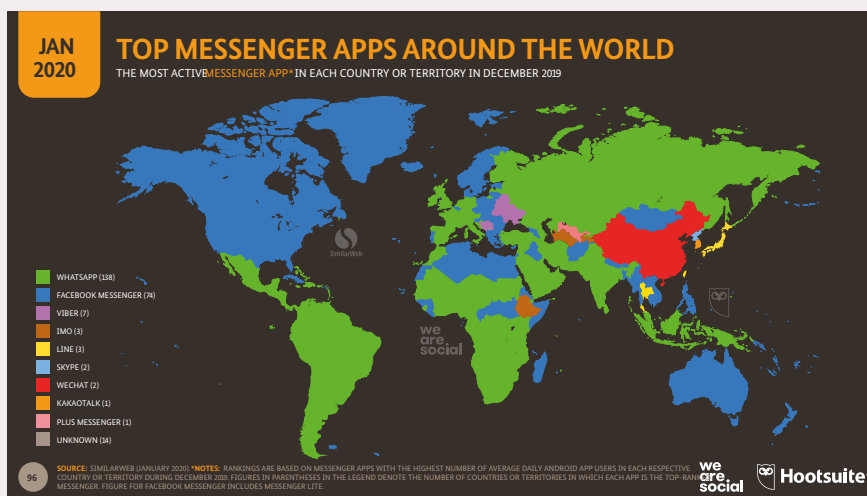 JAN
2020
TOP MESSENGER APPS AROUND THE WORLD
THE MOST ACTIVE MESSENGER APP* IN EACH COUNTRY OR TERRITORY IN DECEMBER 2019
SimilarWeb
WHATSAPP (138)
FACEBOOK MESSENGER (74)
VIBER (7)
IMO (3)
LINE (3)
SKYPE (2)
WECHAT (2)
KAKAOTALK (1)
PLUS MESSENGER (1)
UNKNOWN (14)
we
are
social
96
SOURCE: SIMILARWEB (JANUARY 2020). *NOTES: RANKINGS ARE BASED ON MESSENGER APPS WITH THE HIGHEST NUMBER OF AVERAGE DAILY ANDROID APP USERS IN EACH RESPECTIVE
COUNTRY OR TERRITORY DURING DECEMBER 2019. FIGURES IN PARENTHESES IN THE LEGEND DENOTE THE NUMBER OF COUNTRIES OR TERRITORIES IN WHICH EACH APP IS THE TOP-RANKED
MESSENGER. FIGURE FOR FACEBOOK MESSENGER INCLUDES MESSENGER LITE.
we
are
social
Hootsuite